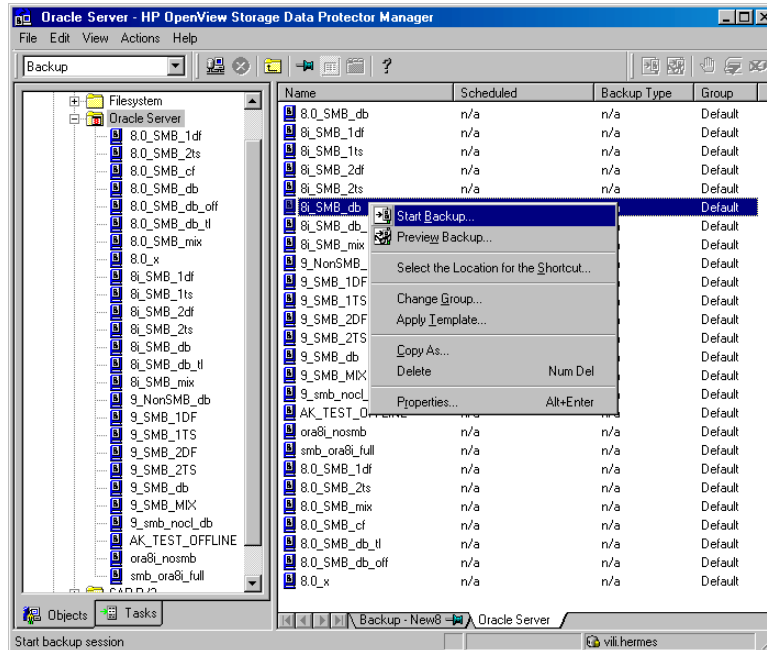 Oracle Server - HP OpenView Storage Data Protector Manager
File Edit View Actions Help
Backup
Filesystem
Oracle Server
8.0_SMB_1df
8.0_SMB_2ts
8.0_SMB_cf
8.0_SMB_db
8.0_SMB_db_off
8.0_SMB_db_tl
8.0_SMB_mix
8.0_x
8i_SMB_1df
8i_SMB_1ts
8i_SMB_2df
8i_SMB_2ts
8i_SMB_db
8i_SMB_db_tl
8i_SMB_mix
9_NonSMB_db
9_SMB_1DF
9_SMB_1TS
9_SMB_2DF
9_SMB_2TS
9_SMB_db
9_SMB_MIX
9_smb_nocl_db
AK_TEST_OFFLINE
ora8i_nosmb
smb_ora8i_full
Objects Tasks
Name Scheduled Backup Type Group
8.0_SMB_db n/a n/a Default
8i_SMB_1df n/a n/a Default
8i_SMB_1ts n/a n/a Default
8i_SMB_2df n/a n/a Default
8i_SMB_2ts n/a n/a Default
8i_SMB_db Default
8i_SMB_db_ Default
8i_SMB_mix Default
9_NonSMB_ Default
9_SMB_1DF Default
9_SMB_1TS Default
9_SMB_2DF Default
9_SMB_2TS Default
9_SMB_db Default
9_SMB_MIX Default
9_smb_nocl_ Default
AK_TEST_OFFLINE n/a n/a Default
ora8i_nosmb n/a n/a Default
smb_ora8i_full n/a n/a Default
8.0_SMB_1df n/a n/a Default
8.0_SMB_2ts n/a n/a Default
8.0_SMB_mix n/a n/a Default
8.0_SMB_cf n/a n/a Default
8.0_SMB_db_tl n/a n/a Default
8.0_SMB_db_off n/a n/a Default
8.0_x n/a n/a Default
Start Backup...
Preview Backup...
Select the Location for the Shortcut...
Change Group...
Apply Template...
Copy As...
Delete Num Del
Properties... Alt+Enter
Backup - New8 Oracle Server
Start backup session
vili.hermes